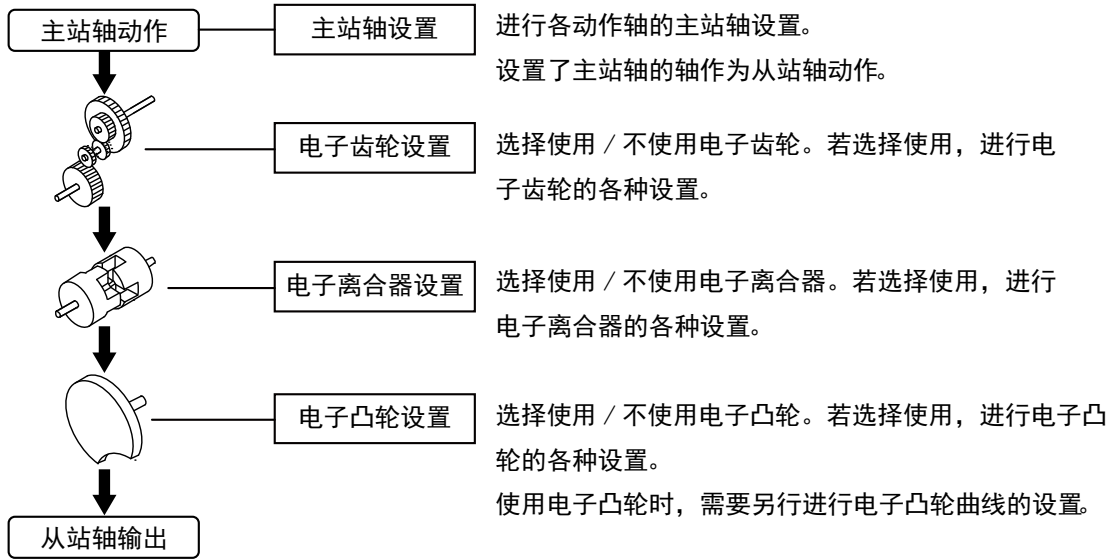 主站轴动作
主站轴设置
进行各动作轴的主站轴设置。
设置了主站轴的轴作为从站轴动作。
电子齿轮设置
选择使用／不使用电子齿轮。若选择使用，进行电
子齿轮的各种设置。
电子离合器设置
选择使用／不使用电子离合器。若选择使用，进行
电子离合器的各种设置。
电子凸轮设置
选择使用／不使用电子凸轮。若选择使用，进行电子凸
轮的各种设置。
使用电子凸轮时，需要另行进行电子凸轮曲线的设置。
从站轴输出